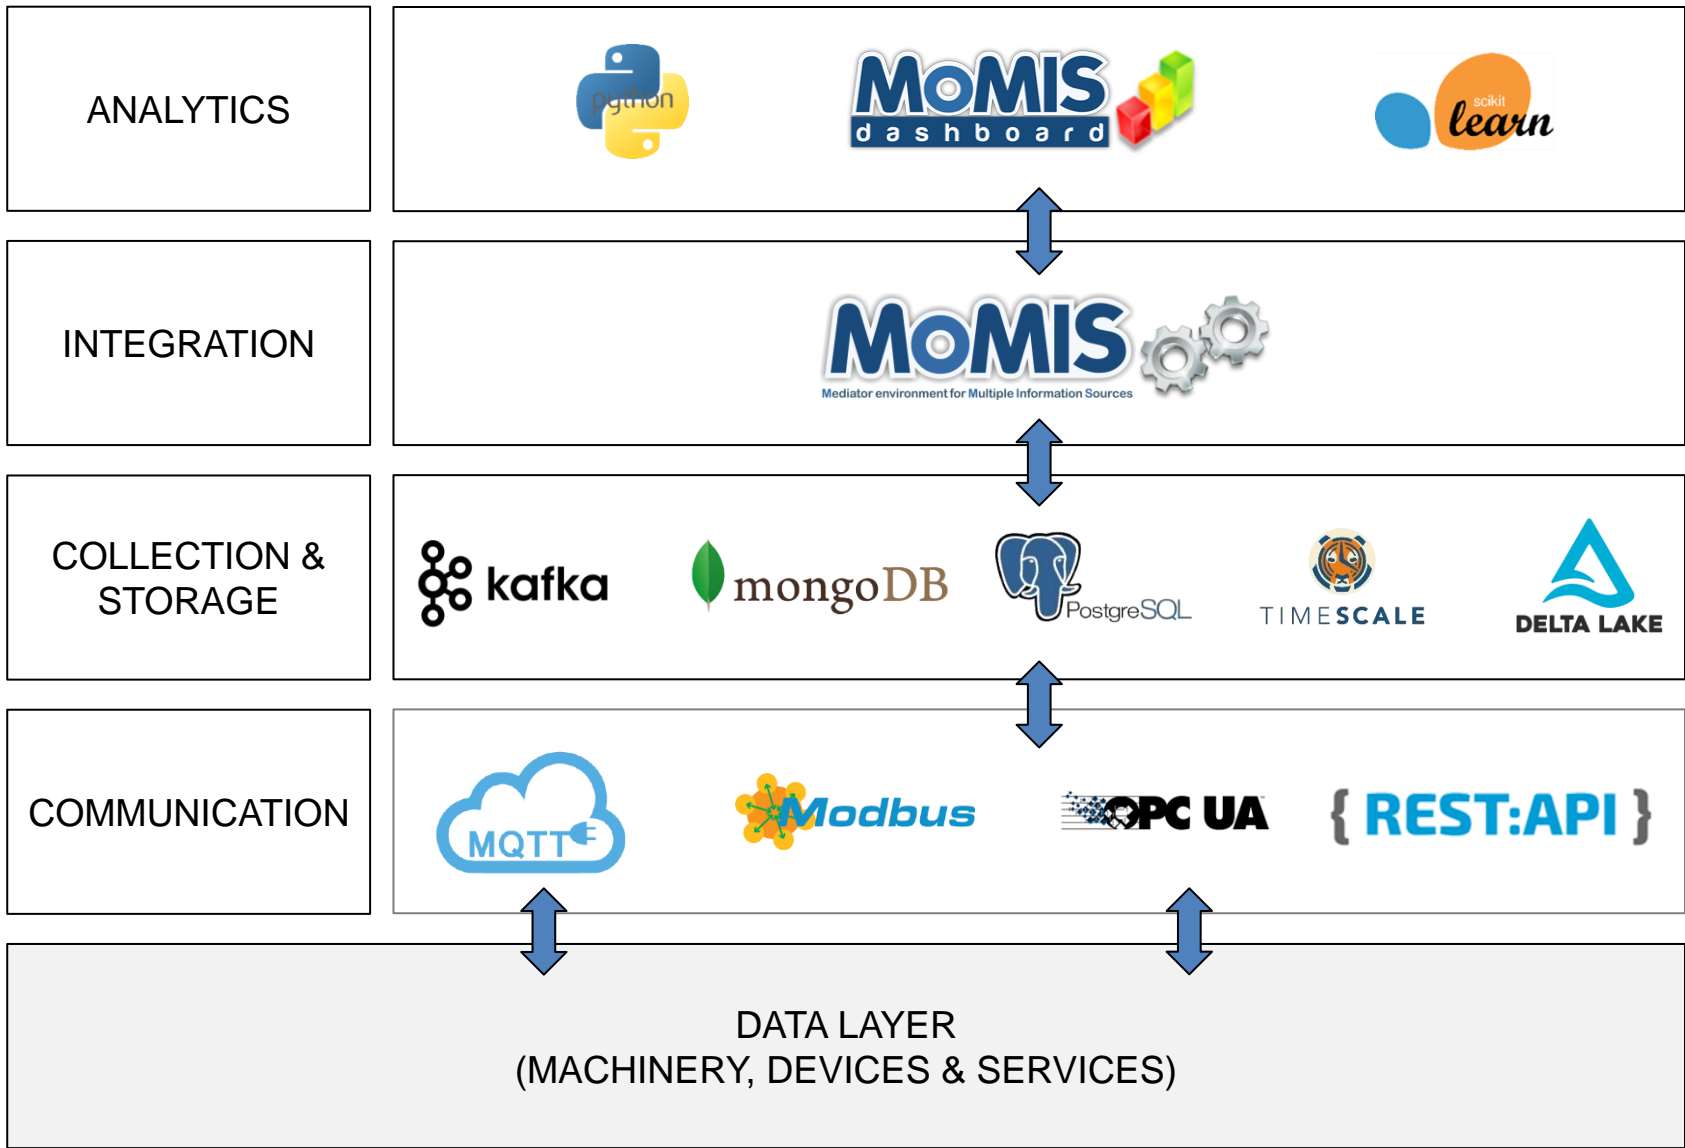 ANALYTICS
python
MoMIS
dashboard
scikit
learn
INTEGRATION
MoMIS
Mediator environment for Multiple Information Sources
COLLECTION &
STORAGE
kafka
mongoDB
PostgreSQL
TIMESCALE
DELTA LAKE
COMMUNICATION
MQTT
Modbus
OPC UA
{ REST:API }
DATA LAYER
(MACHINERY, DEVICES & SERVICES)